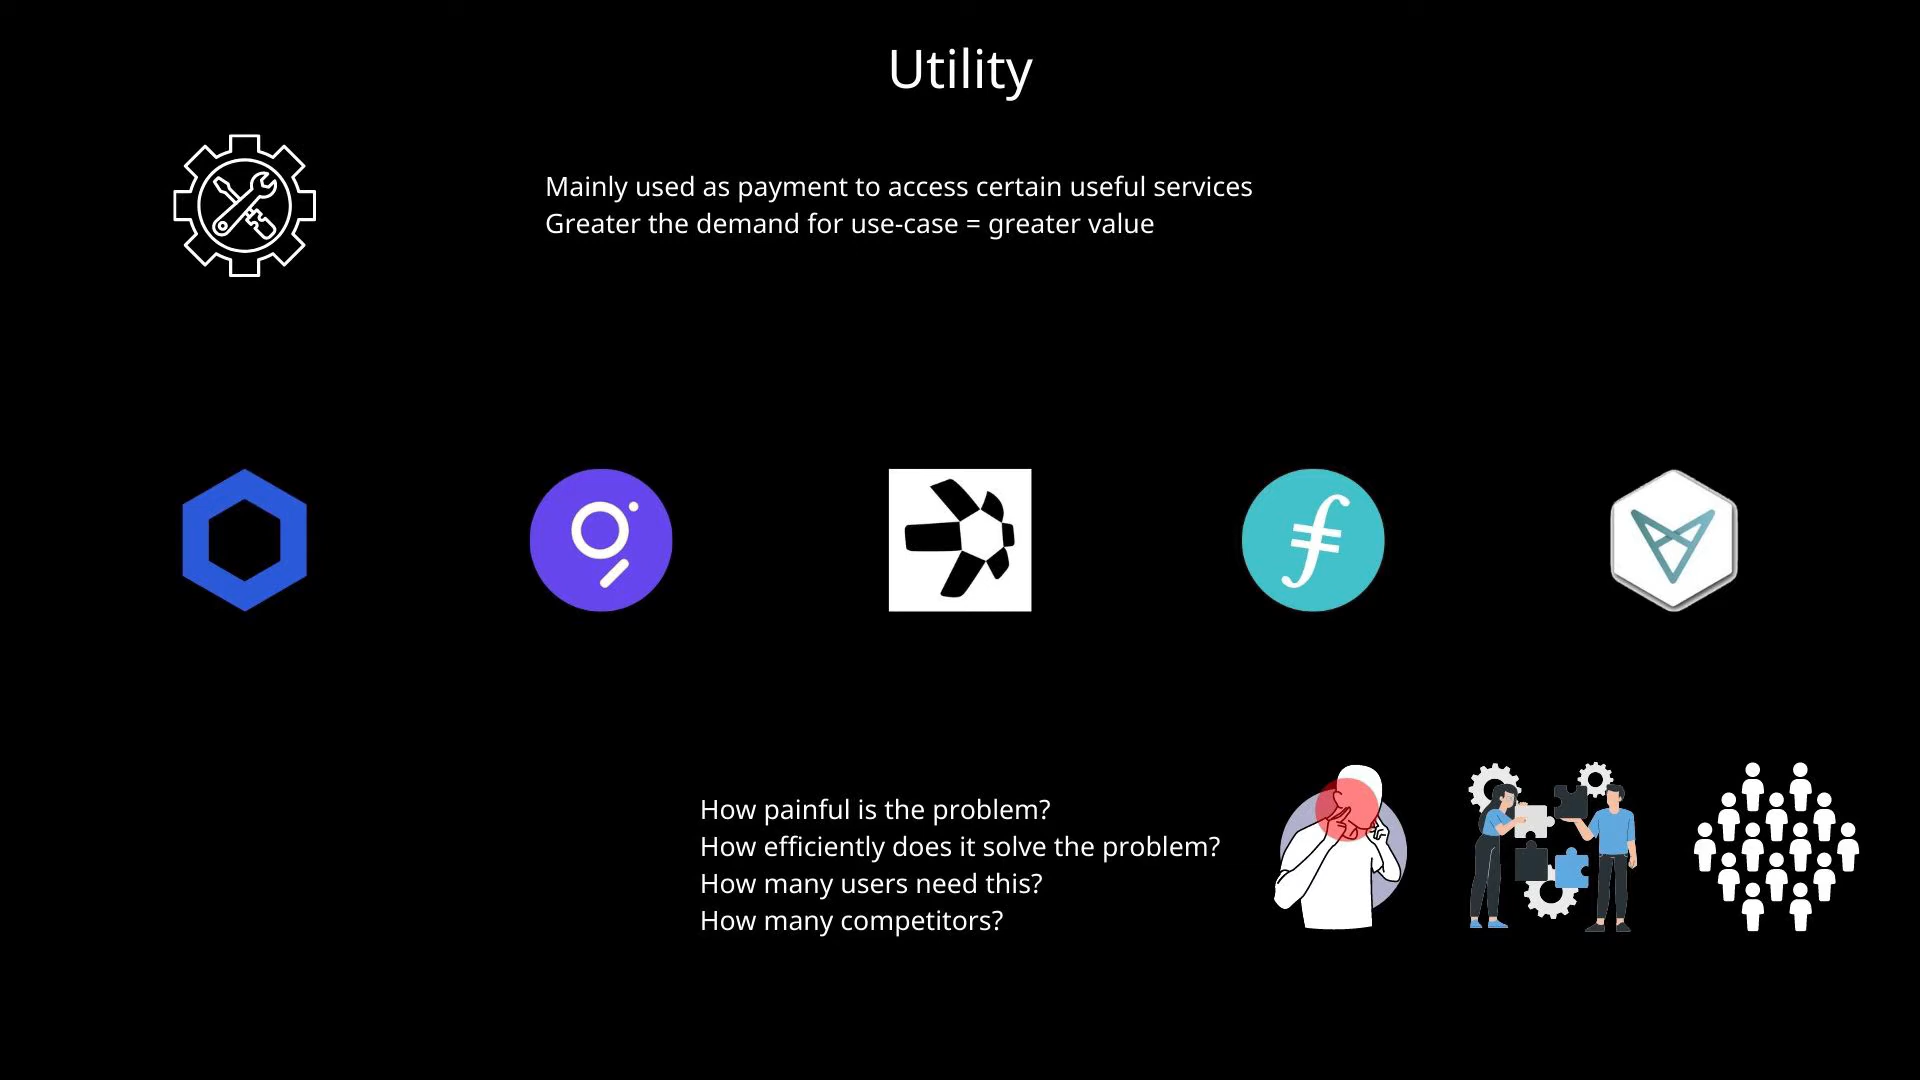 Utility
Mainly used as payment to access certain useful services
Greater the demand for use-case = greater value
How painful is the problem?
How efficiently does it solve the problem?
How many users need this?
How many competitors?